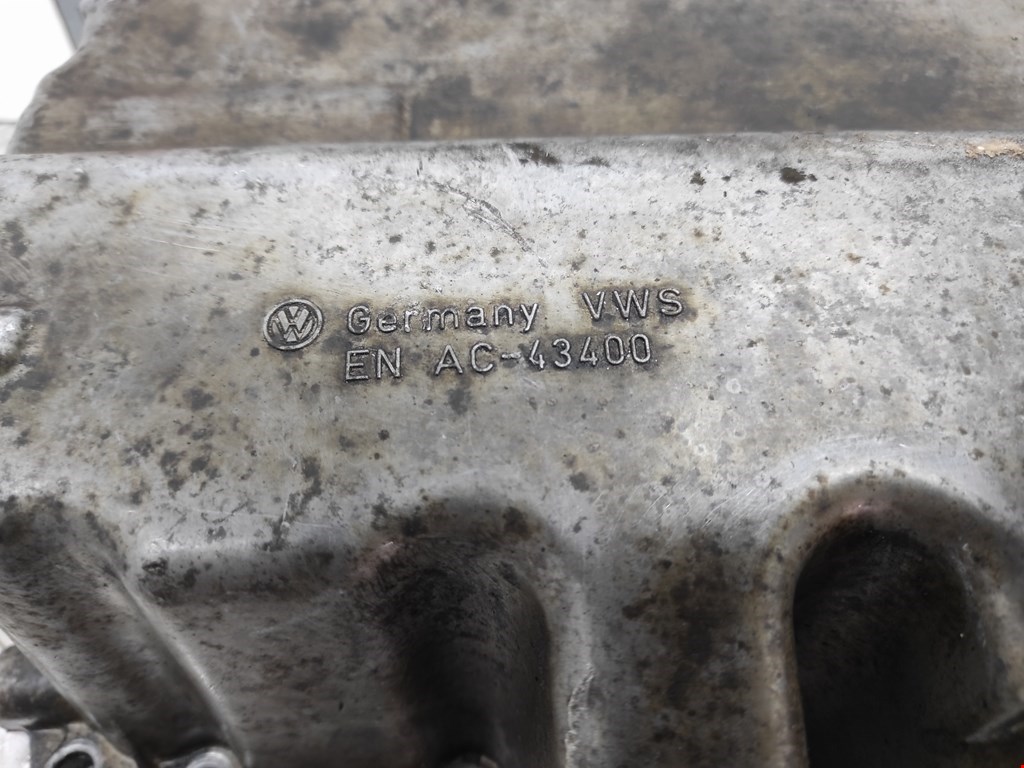 Germany VWS
EN AC-43400